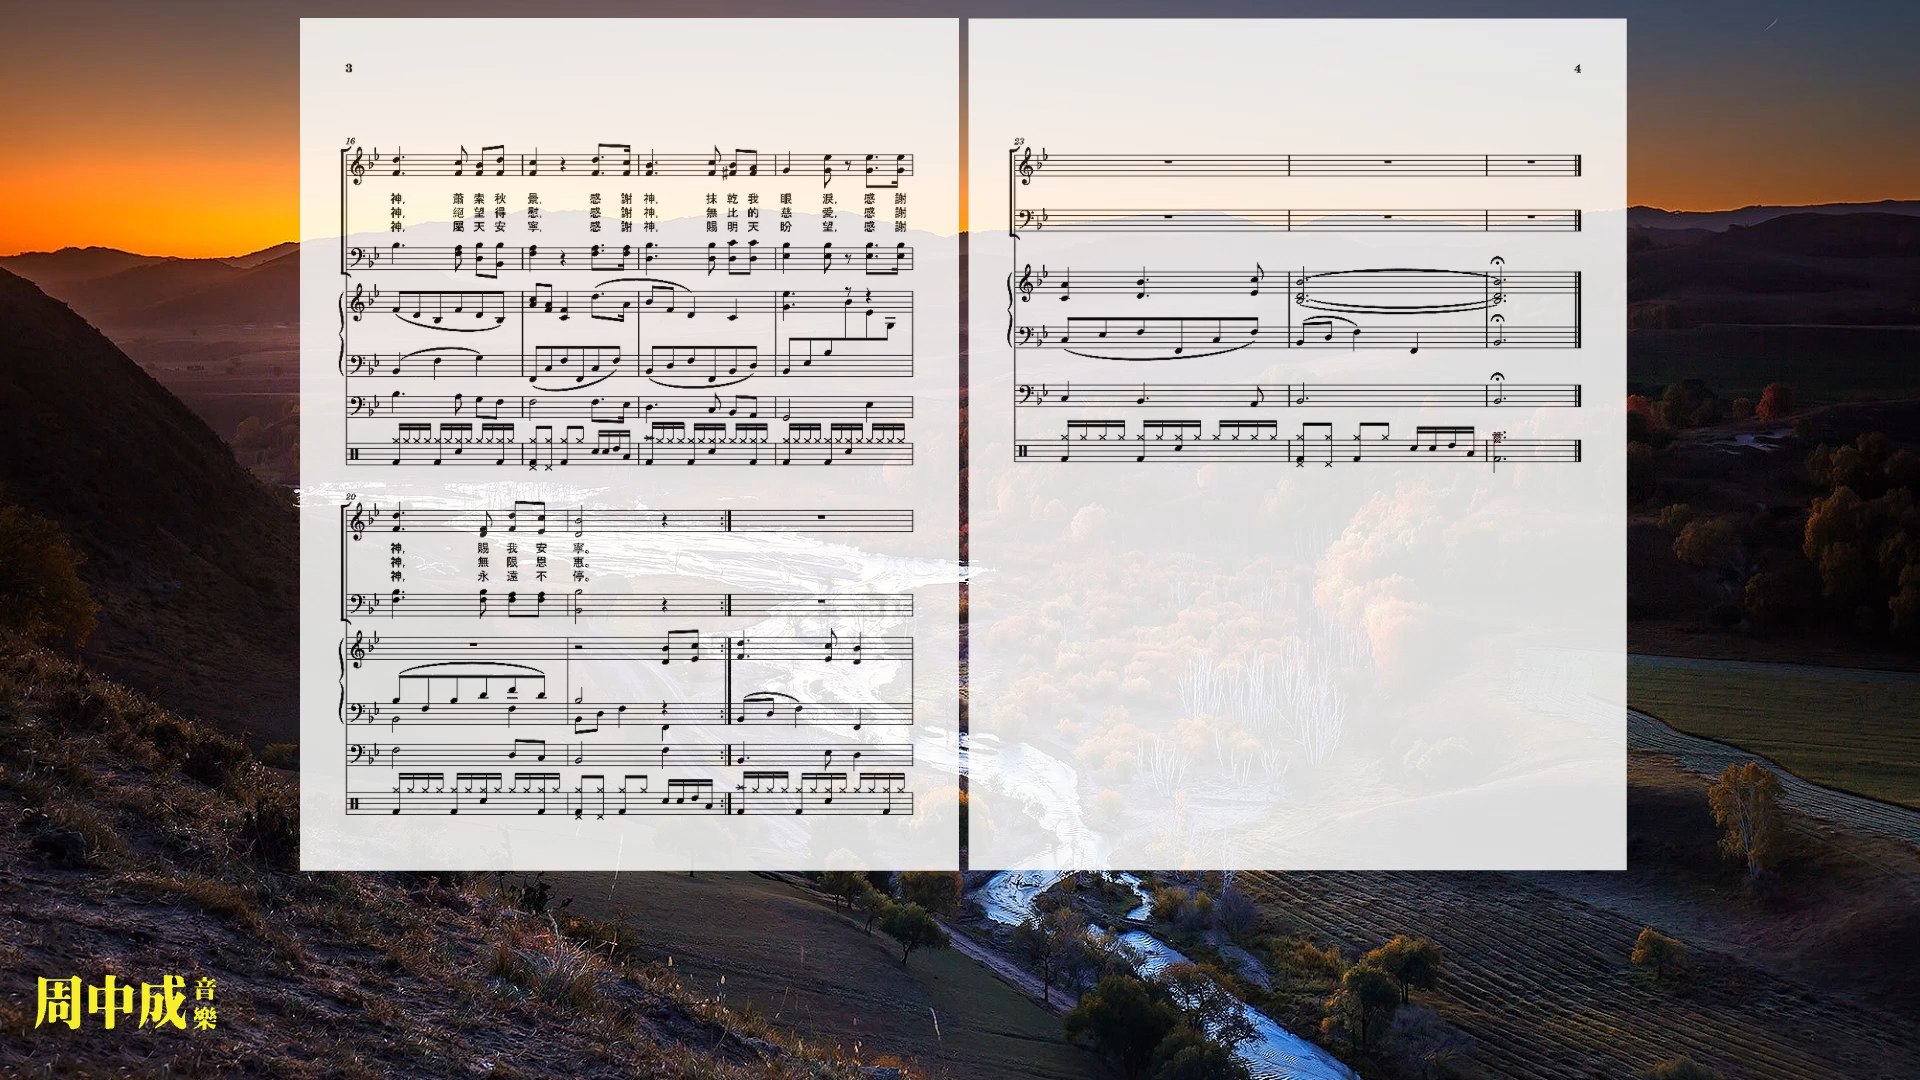 3
16
神, 蕭 索 秋 景, 感 謝 神, 抹 乾 我 眼 淚, 感 謝
神, 絕 望 得 慰, 感 謝 神, 無 比 的 慈 愛, 感 謝
神, 屬 天 安 寧, 感 謝 神, 賜 明 天 盼 望, 感 謝
20
神, 賜 我 安 寧。
神, 無 限 恩 惠。
神, 永 遠 不 停。
4
23
周中成音樂